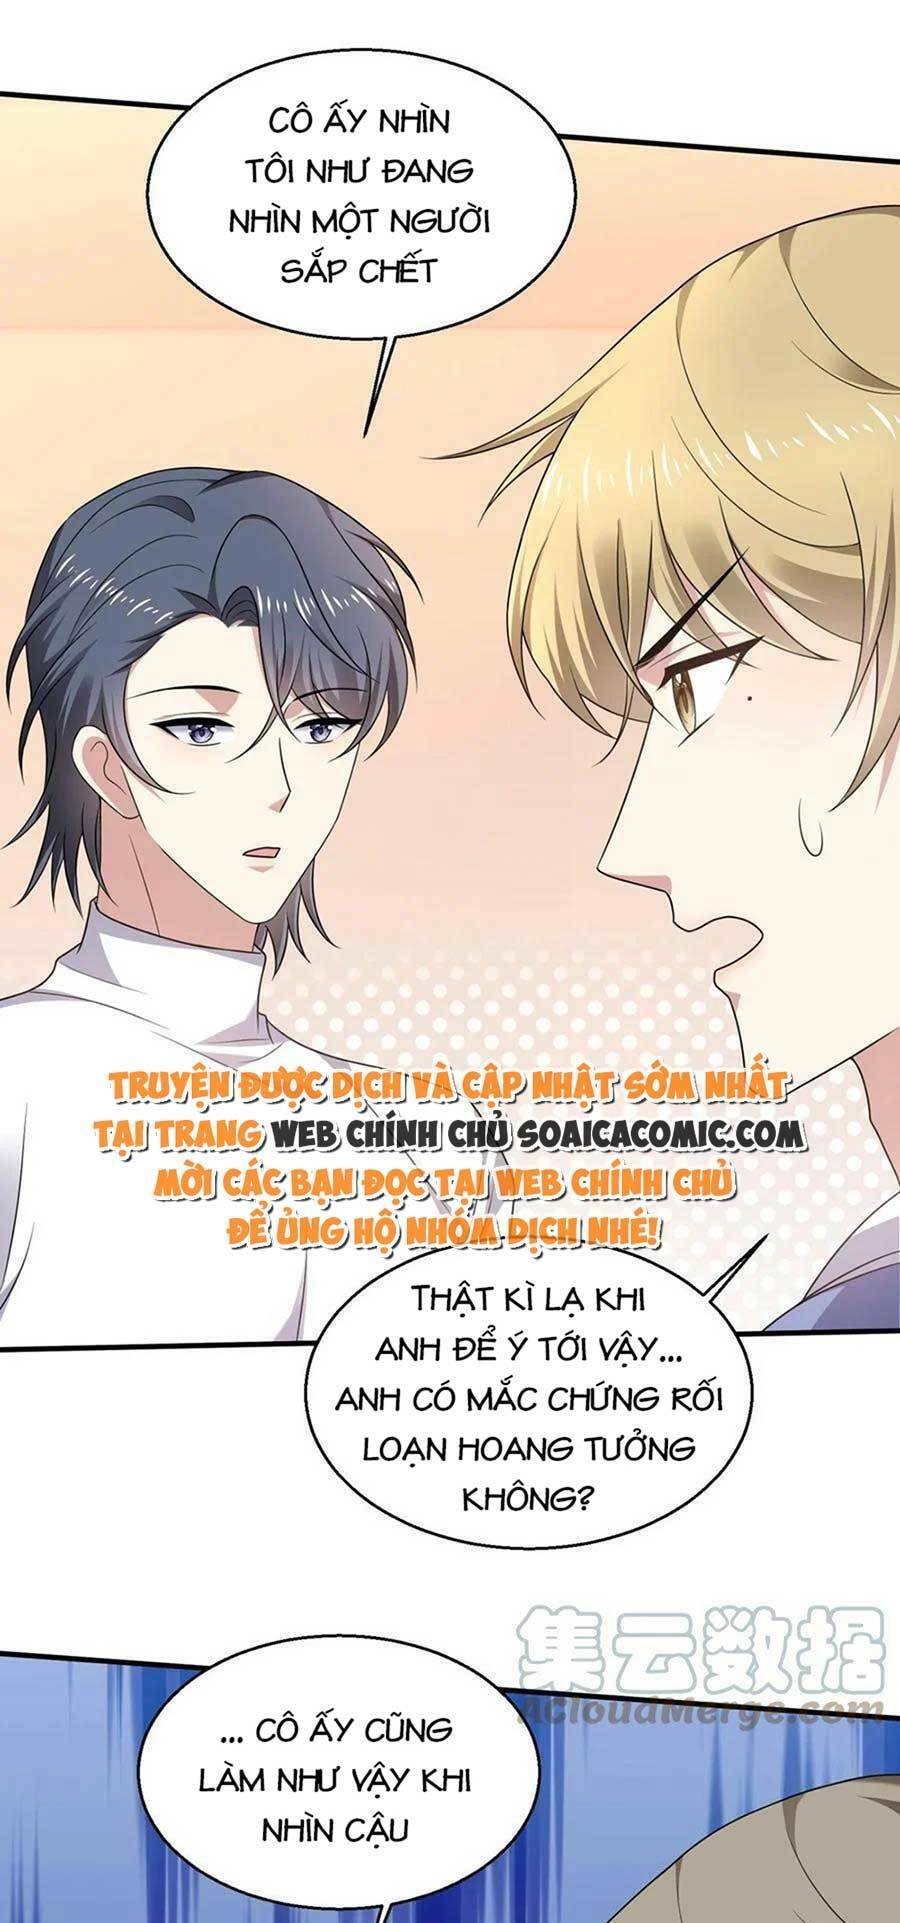 CÔ ẤY NHÌN
TÔI NHƯ ĐANG
NHÌN MỘT NGƯỜI
SẮP CHẾT
TRUYỆN ĐƯỢC DỊCH VÀ CẬP NHẬT SỚM NHẤT
TẠI TRANG WEB CHÍNH CHỦ SOAICACOMIC.COM
MỜI CÁC BẠN ĐỌC TẠI WEB CHÍNH CHỦ
ĐỂ ỦNG HỘ NHÓM DỊCH NHÉ!
THẬT KÌ LẠ KHI
ANH ĐỂ Ý TỚI VẬY...
ANH CÓ MẮC CHỨNG RỐI
LOẠN HOANG TƯỞNG
KHÔNG?
集云数据
ACloudMerge.com
... CÔ ẤY CŨNG
LÀM NHƯ VẬY KHI
NHÌN CẬU